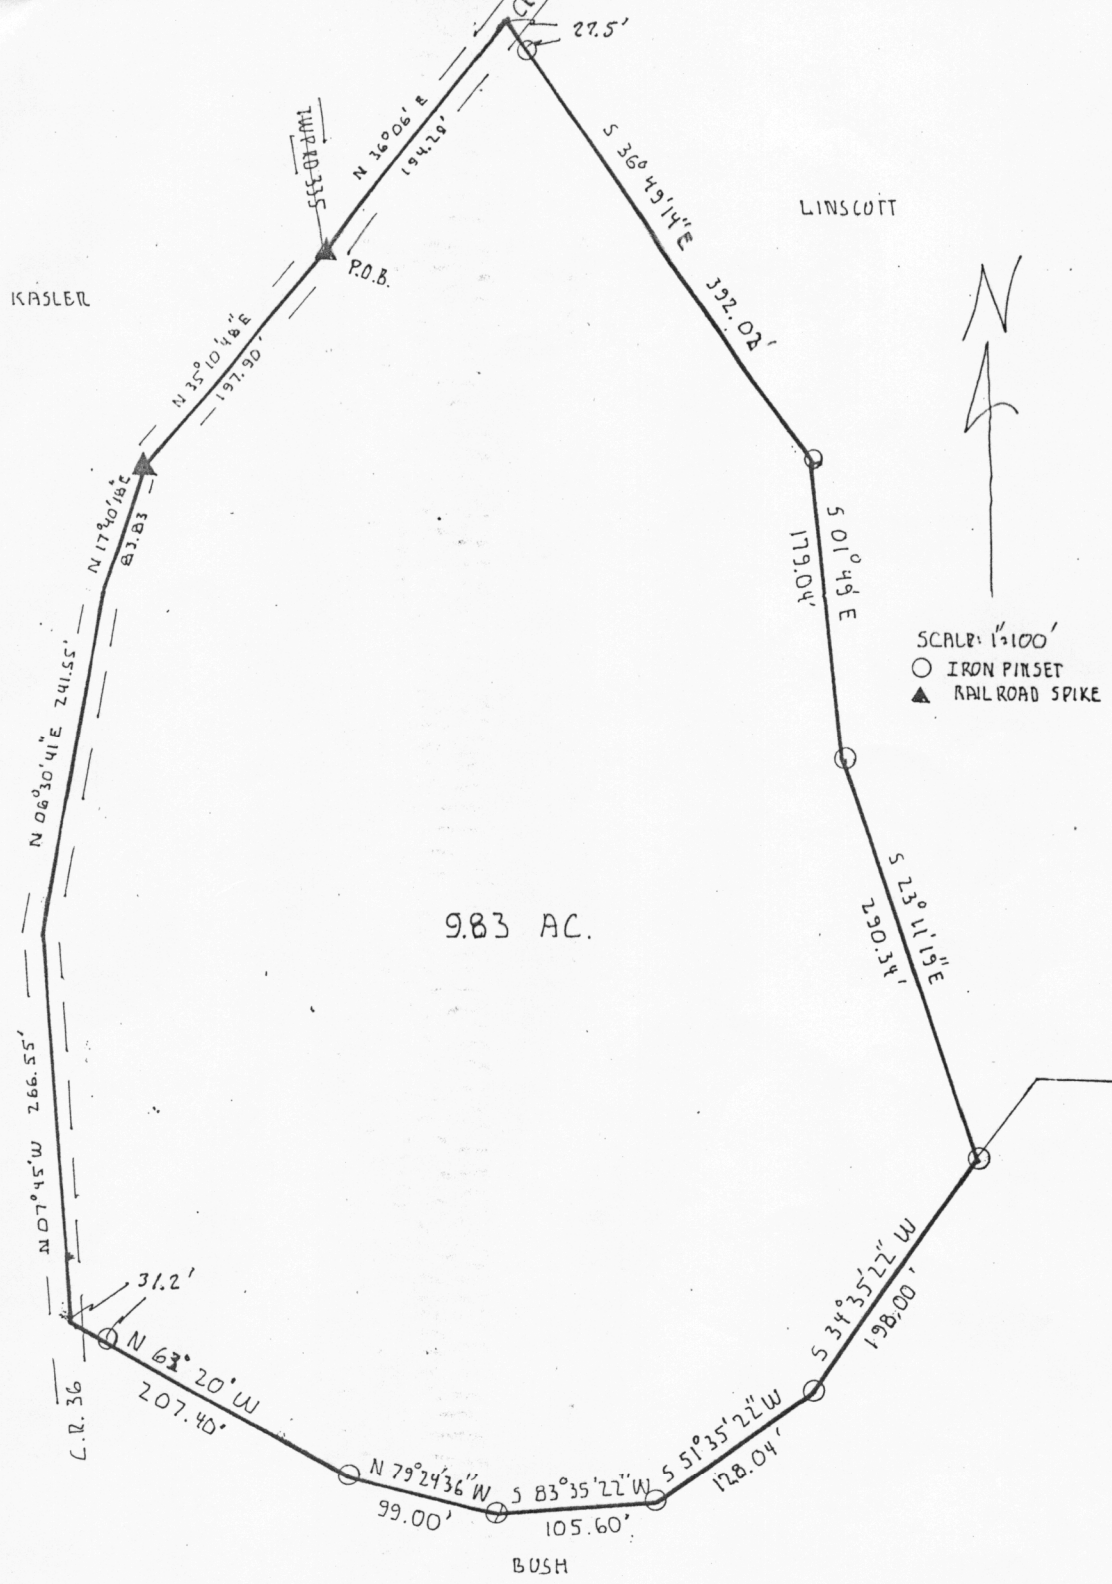 27.5'
N 36°06' E
194.28'
S 36° 49'14" E
392.02'
LINSCOTT
P.O.B.
KASLER
N
N 35°10'48" E
197.90'
N 17°40'18" E
83.83
S 01°49' E
179.04'
SCALE: 1"=100'
IRON PIN SET
RAILROAD SPIKE
N 06°30'41" E 241.55'
S 23°11'19" E
290.34'
9.83 AC.
N 07°45' W 266.55'
31.2'
S 34°35'22" W
198.00'
N 63° 20' W
207.40'
C.R. 36
S 51°35'22" W
128.04'
N 79°24'36" W
99.00'
S 83°35'22" W
105.60'
BUSH